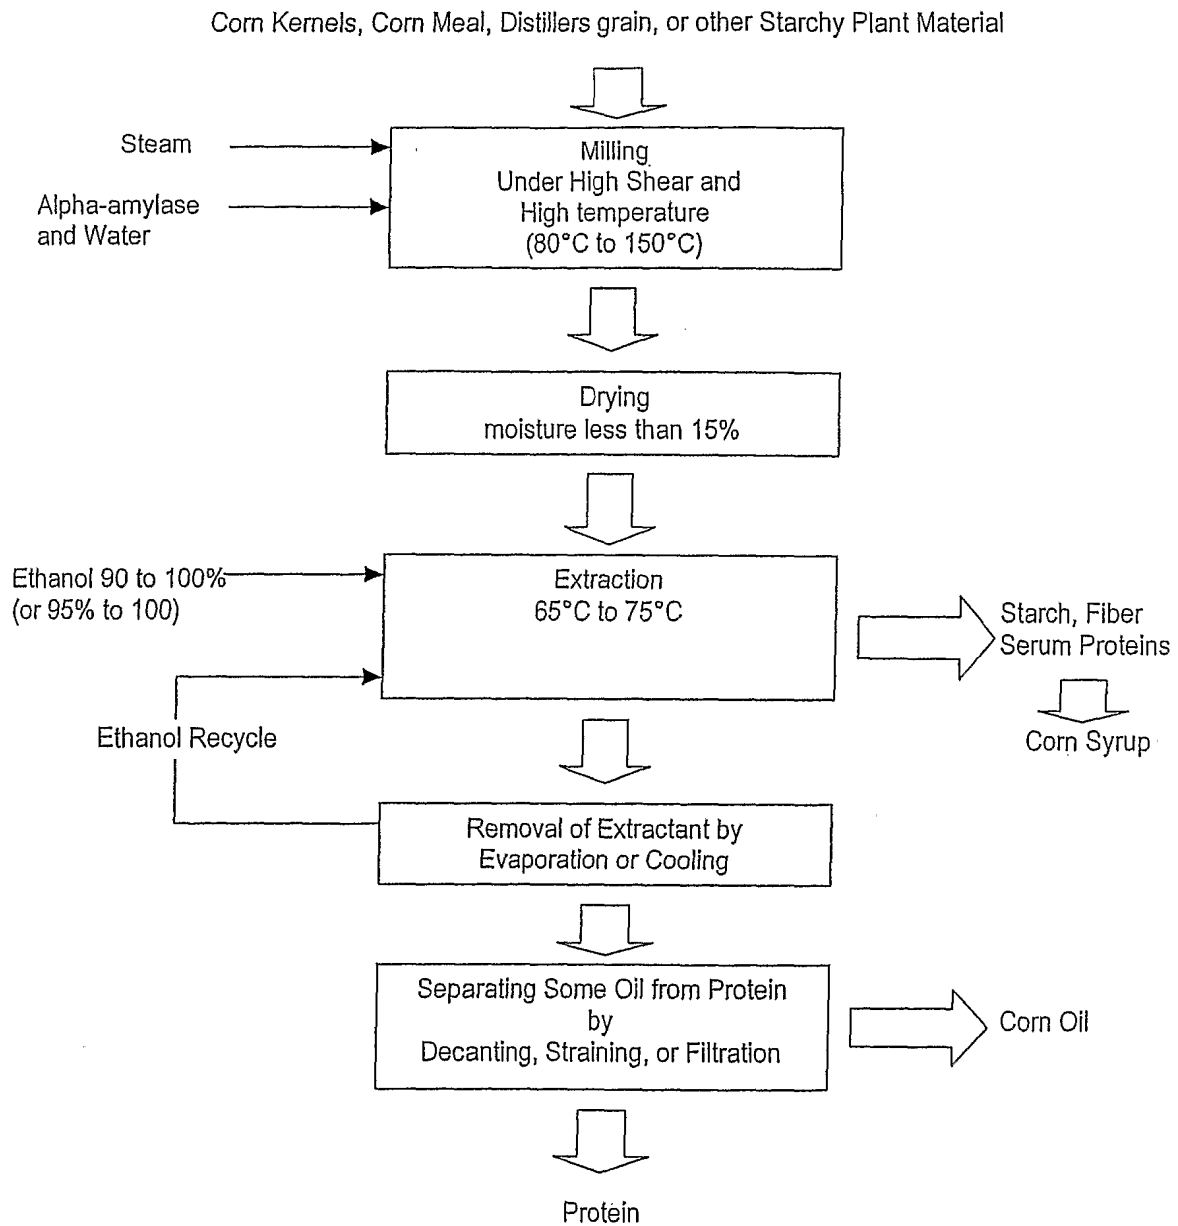 Corn Kernels, Corn Meal, Distillers grain, or other Starchy Plant Material
Steam
Alpha-amylase
and Water
Milling
Under High Shear and
High temperature
(80°C to 150°C)
Drying
moisture less than 15%
Ethanol 90 to 100%
(or 95% to 100)
Extraction
65°C to 75°C
Starch, Fiber
Serum Proteins
Corn Syrup
Ethanol Recycle
Removal of Extractant by
Evaporation or Cooling
Separating Some Oil from Protein
by
Decanting, Straining, or Filtration
Corn Oil
Protein